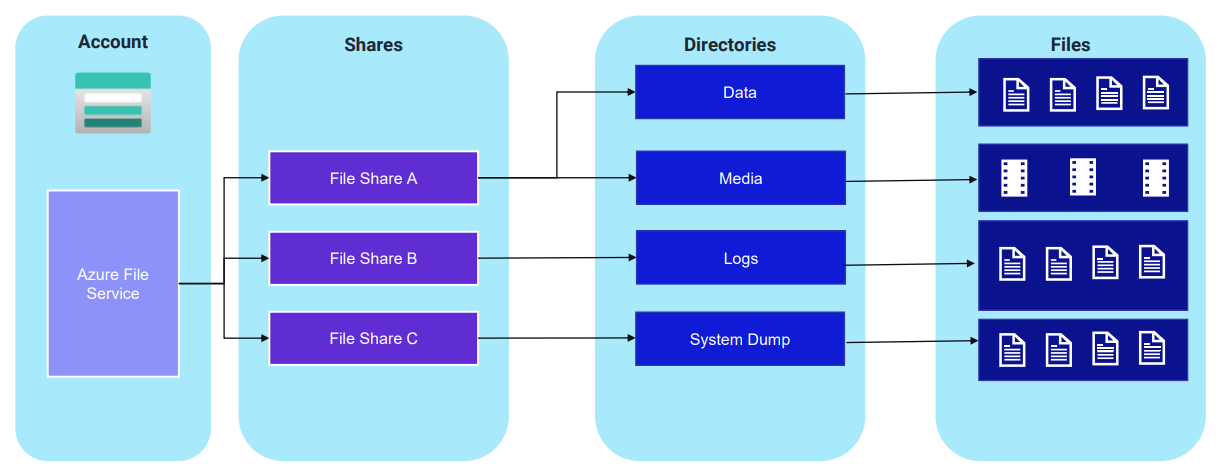 Account
Shares
Directories
Files
Azure File
Service
File Share A
File Share B
File Share C
Data
Media
Logs
System Dump